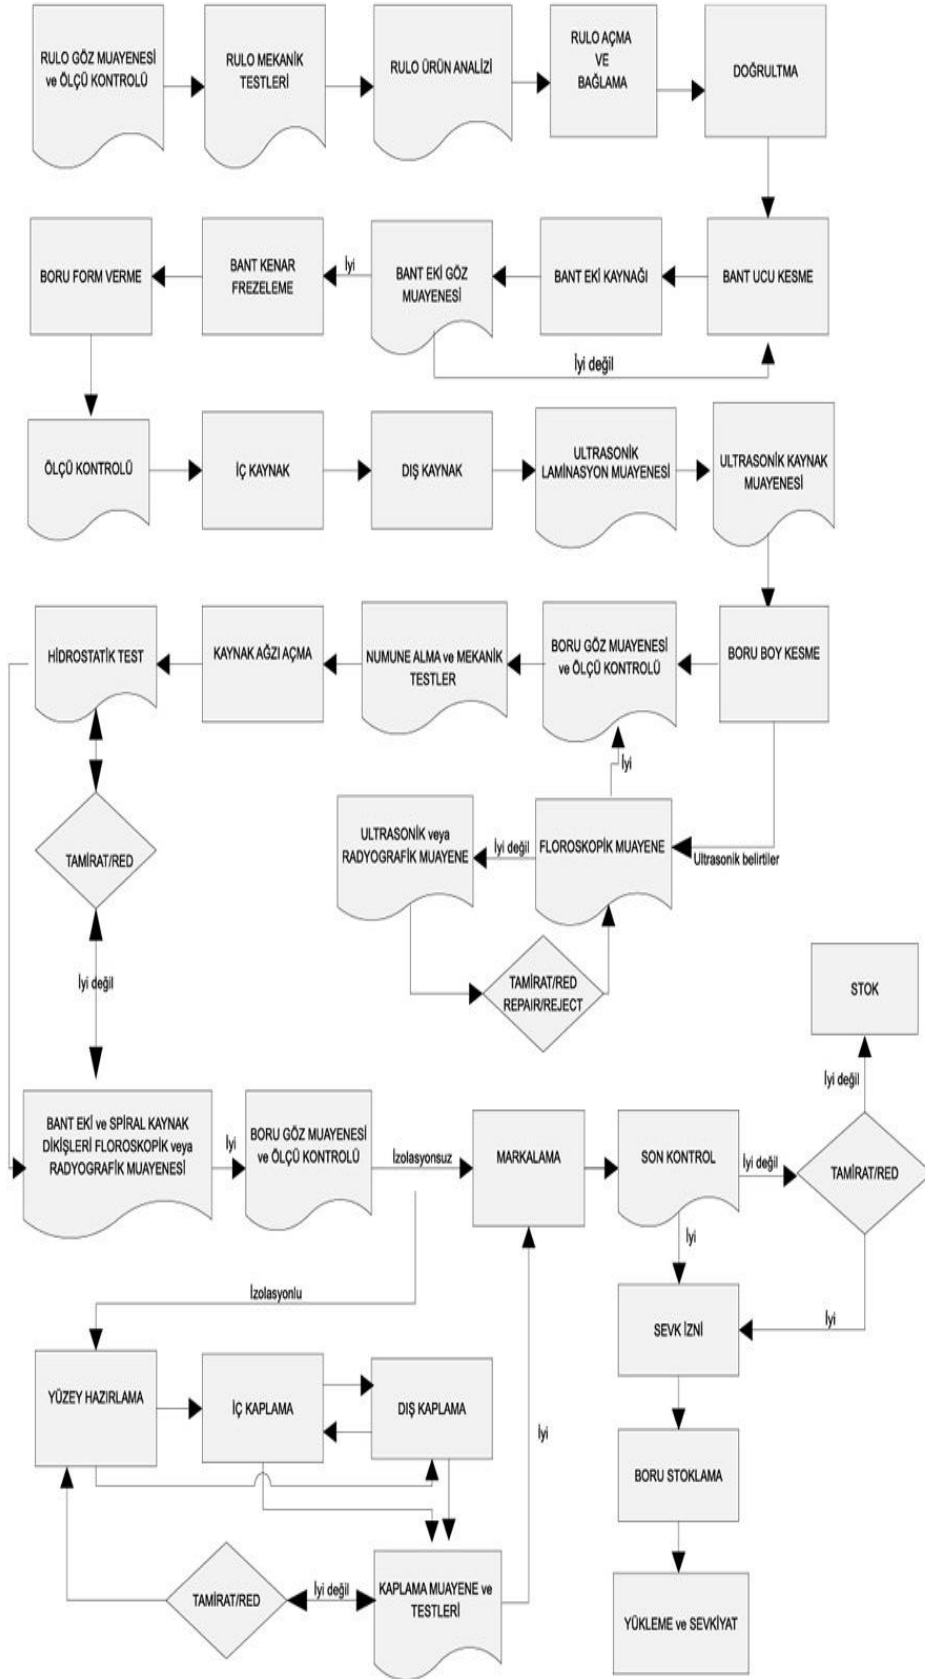 RULO GÖZ MUAYENESİ
ve ÖLÇÜ KONTROLÜ
RULO MEKANİK
TESTLERİ
RULO ÜRÜN ANALİZİ
RULO AÇMA
VE
BAĞLAMA
DOĞRULTMA
BORU FORM VERME
BANT KENAR
FREZELEME
İyi
BANT EKİ GÖZ
MUAYENESİ
BANT EKİ KAYNAĞI
BANT UCU KESME
İyi değil
ÖLÇÜ KONTROLÜ
İÇ KAYNAK
DIŞ KAYNAK
ULTRASONİK
LAMİNASYON MUAYENESİ
ULTRASONİK KAYNAK
MUAYENESİ
HİDROSTATİK TEST
KAYNAK AĞZI AÇMA
NUMUNE ALMA ve MEKANİK
TESTLER
BORU GÖZ MUAYENESİ
ve ÖLÇÜ KONTROLÜ
BORU BOY KESME
İyi
TAMİRAT/RED
ULTRASONİK veya
RADYOGRAFİK MUAYENE
İyi değil
FLOROSKOPİK MUAYENE
Ultrasonik belirtiler
İyi değil
TAMİRAT/RED
REPAIR/REJECT
STOK
İyi değil
BANT EKİ ve SPİRAL KAYNAK
DİKİŞLERİ FLOROSKOPİK veya
RADYOGRAFİK MUAYENESİ
İyi
BORU GÖZ MUAYENESİ
ve ÖLÇÜ KONTROLÜ
İzolasyonsuz
MARKALAMA
SON KONTROL
İyi değil
TAMİRAT/RED
İyi
İzolasyonlu
SEVK İZNİ
İyi
YÜZEY HAZIRLAMA
İÇ KAPLAMA
DIŞ KAPLAMA
İyi
BORU STOKLAMA
TAMİRAT/RED
İyi değil
KAPLAMA MUAYENE ve
TESTLERİ
YÜKLEME ve SEVKİYAT